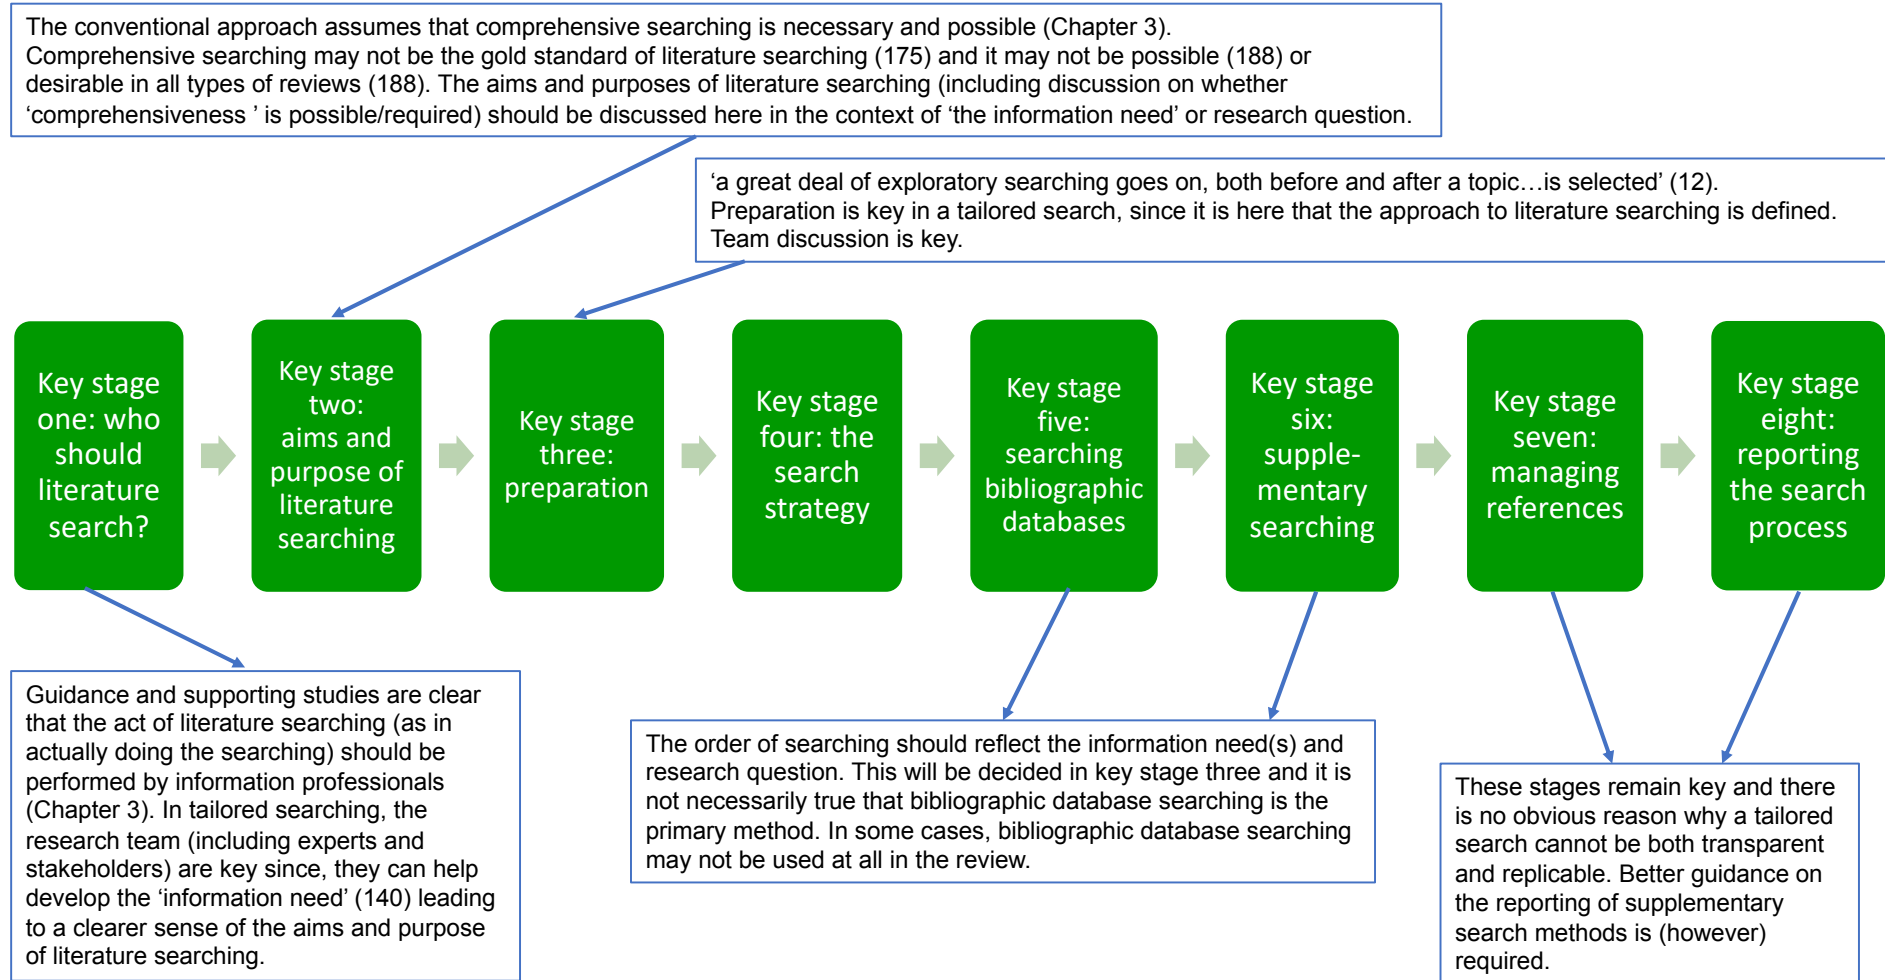 The conventional approach assumes that comprehensive searching is necessary and possible (Chapter 3).
Comprehensive searching may not be the gold standard of literature searching (175) and it may not be possible (188) or
desirable in all types of reviews (188). The aims and purposes of literature searching (including discussion on whether
‘comprehensiveness ’ is possible/required) should be discussed here in the context of ‘the information need’ or research question.
‘a great deal of exploratory searching goes on, both before and after a topic…is selected’ (12).
Preparation is key in a tailored search, since it is here that the approach to literature searching is defined.
Team discussion is key.
Key stage
one: who
should
literature
search?
Key stage
two:
aims and
purpose of
literature
searching
Key stage
three:
preparation
Key stage
four: the
search
strategy
Key stage
five:
searching
bibliographic
databases
Key stage
six:
supple-
mentary
searching
Key stage
seven:
managing
references
Key stage
eight:
reporting
the search
process
Guidance and supporting studies are clear
that the act of literature searching (as in
actually doing the searching) should be
performed by information professionals
(Chapter 3). In tailored searching, the
research team (including experts and
stakeholders) are key since, they can help
develop the ‘information need’ (140) leading
to a clearer sense of the aims and purpose
of literature searching.
The order of searching should reflect the information need(s) and
research question. This will be decided in key stage three and it is
not necessarily true that bibliographic database searching is the
primary method. In some cases, bibliographic database searching
may not be used at all in the review.
These stages remain key and there
is no obvious reason why a tailored
search cannot be both transparent
and replicable. Better guidance on
the reporting of supplementary
search methods is (however)
required.